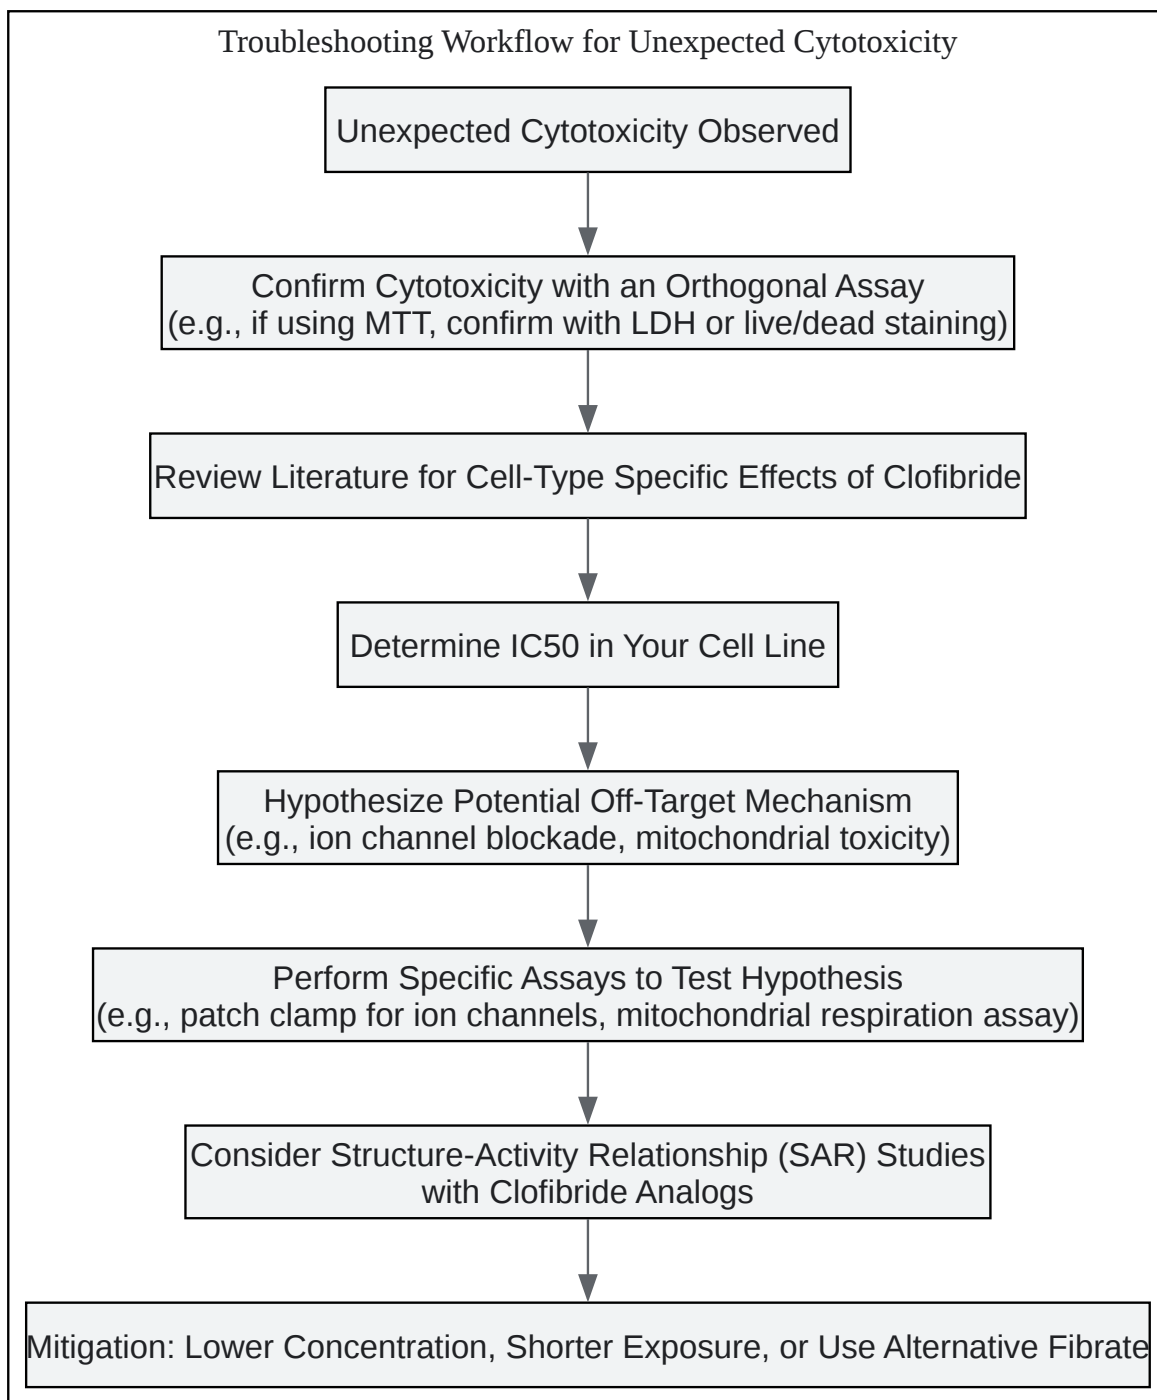 Troubleshooting Workflow for Unexpected Cytotoxicity
Unexpected Cytotoxicity Observed
Confirm Cytotoxicity with an Orthogonal Assay
(e.g., if using MTT, confirm with LDH or live/dead staining)
Review Literature for Cell-Type Specific Effects of Clofibride
Determine IC50 in Your Cell Line
Hypothesize Potential Off-Target Mechanism
(e.g., ion channel blockade, mitochondrial toxicity)
Perform Specific Assays to Test Hypothesis
(e.g., patch clamp for ion channels, mitochondrial respiration assay)
Consider Structure-Activity Relationship (SAR) Studies
with Clofibride Analogs
Mitigation: Lower Concentration, Shorter Exposure, or Use Alternative Fibrate